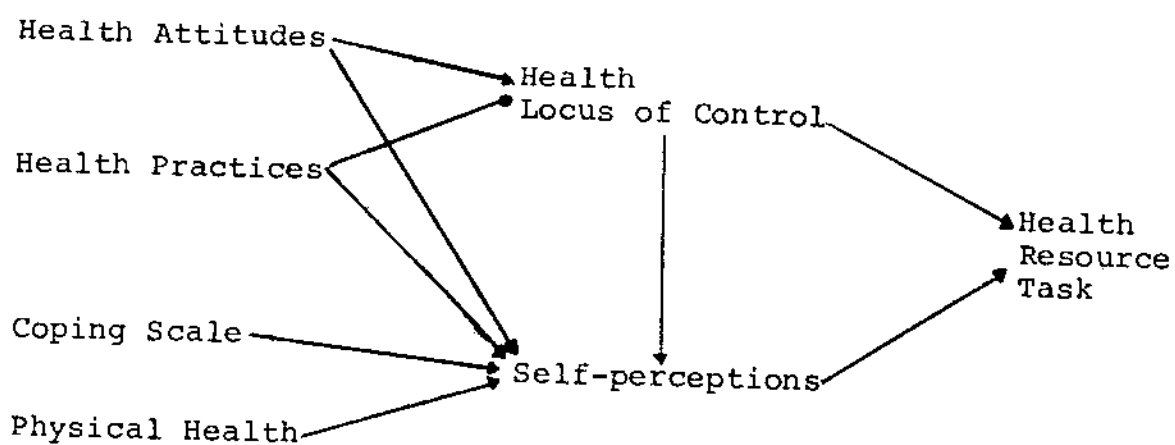 Health Attitudes
Health
Locus of Control
Health Practices
Health
Resource
Task
Coping Scale
Self-perceptions
Physical Health